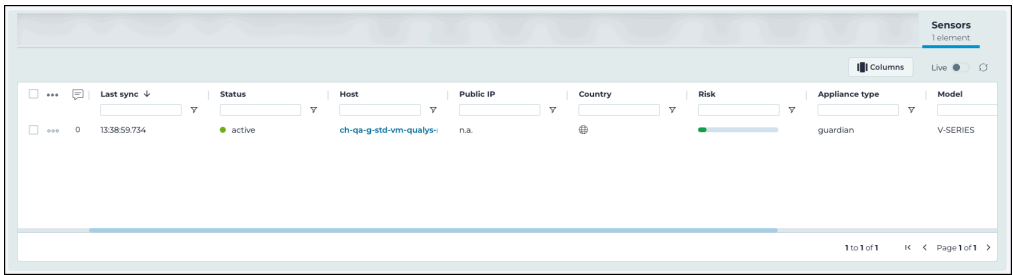 Sensors
1 element
Columns
Live
Last sync
Status
Host
Public IP
Country
Risk
Appliance type
Model
0
13:38:59.734
active
ch-qa-g-std-vm-qualys-
n.a.
guardian
V-SERIES
1 to 1 of 1
Page 1 of 1